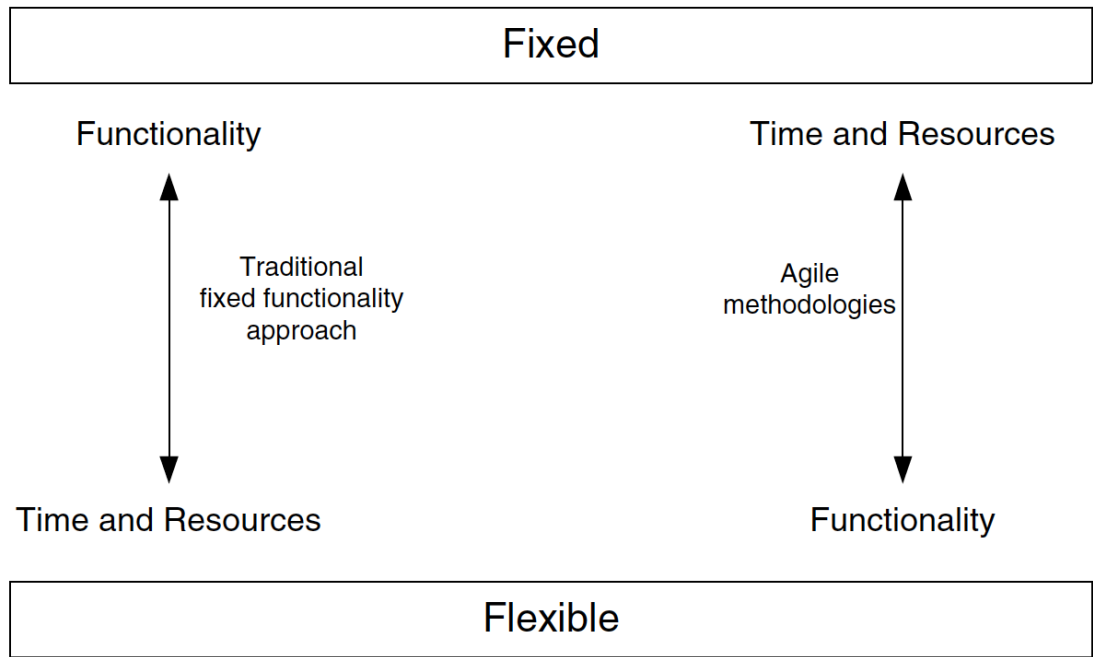 Fixed
Functionality
Time and Resources
Traditional
fixed functionality
approach
Agile
methodologies
Time and Resources
Functionality
Flexible